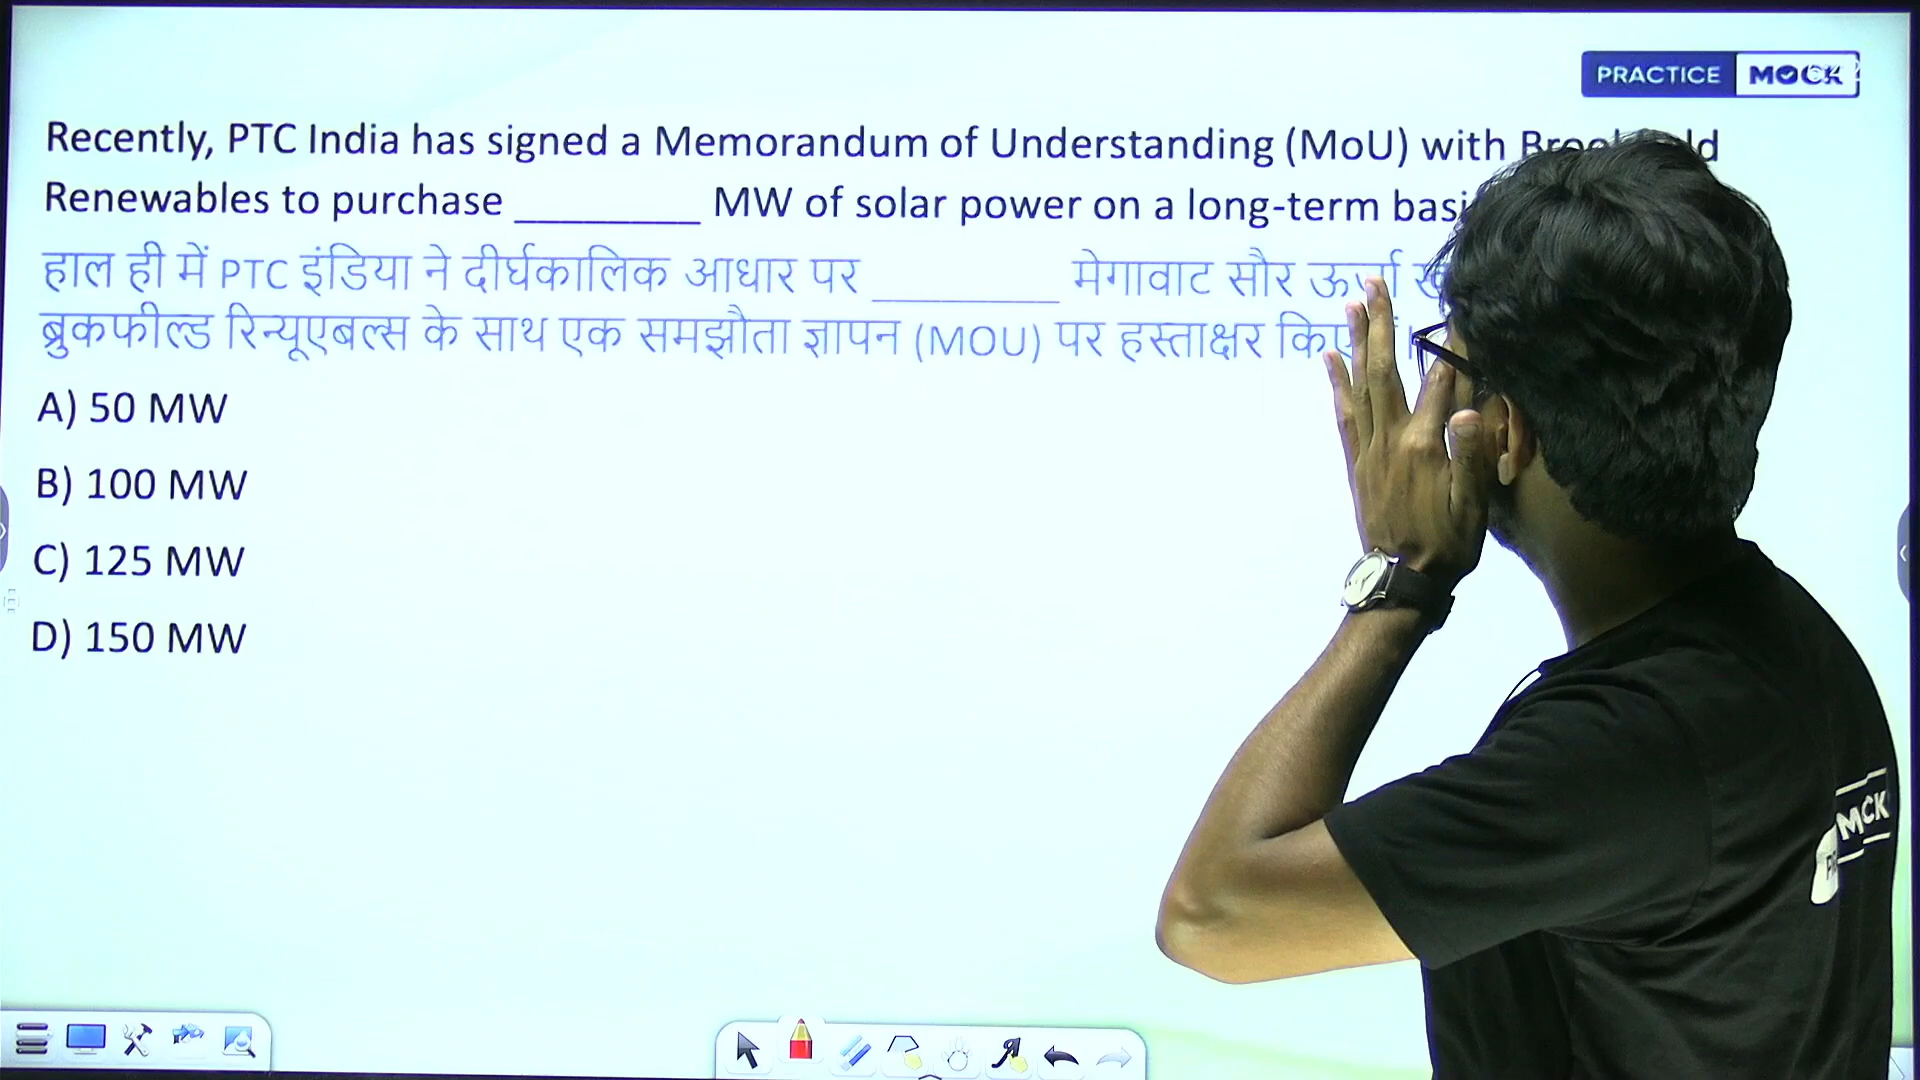 PRACTICE MOCK
Recently, PTC India has signed a Memorandum of Understanding (MoU) with
Renewables to purchase ________ MW of solar power on a long-term
हाल ही में PTC इंडिया ने दीर्घकालिक आधार पर ________ मेगावाट सौर ऊर्जा
ब्रुकफील्ड रिन्यूएबल्स के साथ एक समझौता ज्ञापन (MOU) पर हस्ताक्षर
A) 50 MW
B) 100 MW
C) 125 MW
D) 150 MW